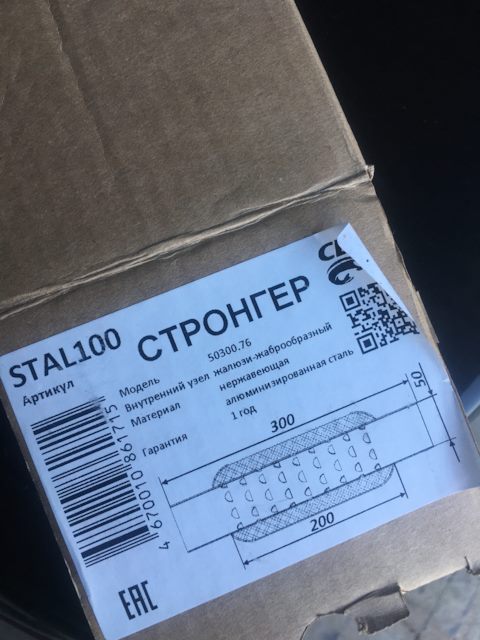 STAL100
СТРОНГЕР
Артикул
Модель 50300.76
Внутренний узел жалюзи-жаброобразный
Материал нержавеющая
алюминизированная сталь
Гарантия 1 год
300
50
200
4 670010 861715
ЕАС